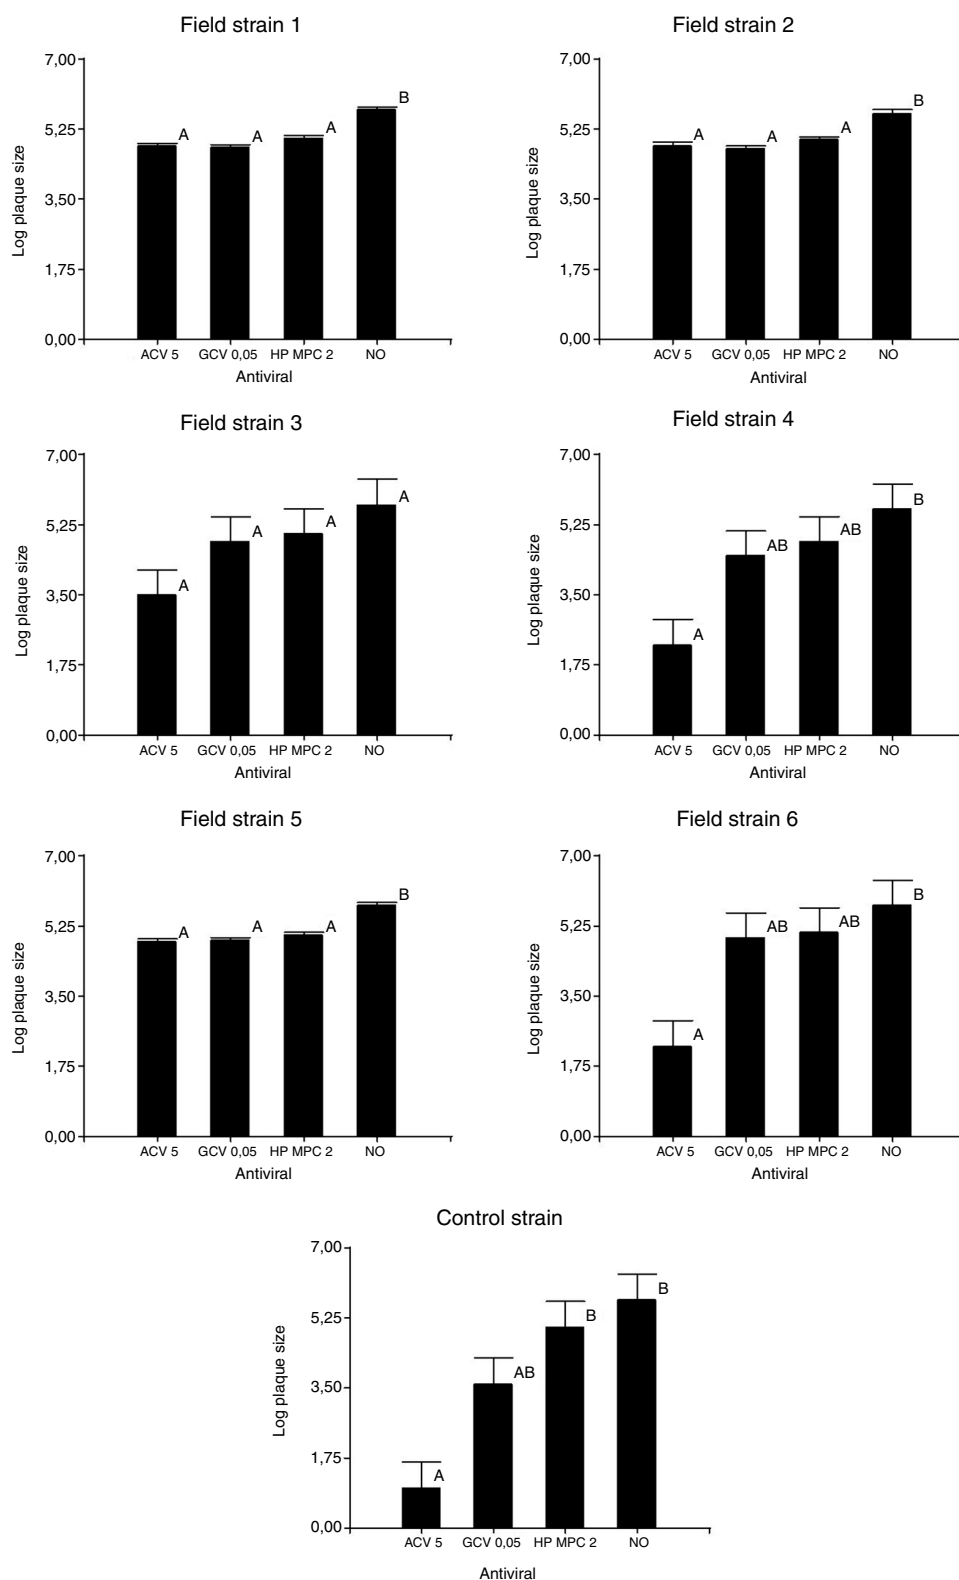 Field strain 1
Log plaque size
7,00
5,25
3,50
1,75
0,00
A
A
A
B
ACV 5 GCV 0,05 HP MPC 2 NO
Antiviral
Field strain 2
Log plaque size
7,00
5,25
3,50
1,75
0,00
A
A
A
B
ACV 5 GCV 0,05 HP MPC 2 NO
Antiviral
Field strain 3
Log plaque size
7,00
5,25
3,50
1,75
0,00
A
A
A
A
ACV 5 GCV 0,05 HP MPC 2 NO
Antiviral
Field strain 4
Log plaque size
7,00
5,25
3,50
1,75
0,00
A
AB
AB
B
ACV 5 GCV 0,05 HP MPC 2 NO
Antiviral
Field strain 5
Log plaque size
7,00
5,25
3,50
1,75
0,00
A
A
A
B
ACV 5 GCV 0,05 HP MPC 2 NO
Antiviral
Field strain 6
Log plaque size
7,00
5,25
3,50
1,75
0,00
A
AB
AB
B
ACV 5 GCV 0,05 HP MPC 2 NO
Antiviral
Control strain
Log plaque size
7,00
5,25
3,50
1,75
0,00
A
AB
B
B
ACV 5 GCV 0,05 HP MPC 2 NO
Antiviral